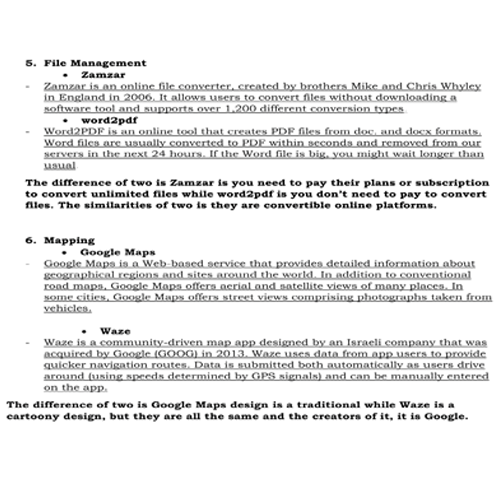 5. File Management
• Zamzar
- Zamzar is an online file converter, created by brothers Mike and Chris Whyley
in England in 2006. It allows users to convert files without downloading a
software tool and supports over 1,200 different conversion types
• word2pdf
- Word2PDF is an online tool that creates PDF files from doc. and docx formats.
Word files are usually converted to PDF within seconds and removed from our
servers in the next 24 hours. If the Word file is big, you might wait longer than
usual
The difference of two is Zamzar is you need to pay their plans or subscription
to convert unlimited files while word2pdf is you don't need to pay to convert
files. The similarities of two is they are convertible online platforms.
6. Mapping
• Google Maps
- Google Maps is a Web-based service that provides detailed information about
geographical regions and sites around the world. In addition to conventional
road maps, Google Maps offers aerial and satellite views of many places. In
some cities, Google Maps offers street views comprising photographs taken from
vehicles.
• Waze
- Waze is a community-driven map app designed by an Israeli company that was
acquired by Google (GOOG) in 2013. Waze uses data from app users to provide
quicker navigation routes. Data is submitted both automatically as users drive
around (using speeds determined by GPS signals) and can be manually entered
on the app.
The difference of two is Google Maps design is a traditional while Waze is a
cartoony design, but they are all the same and the creators of it, it is Google.